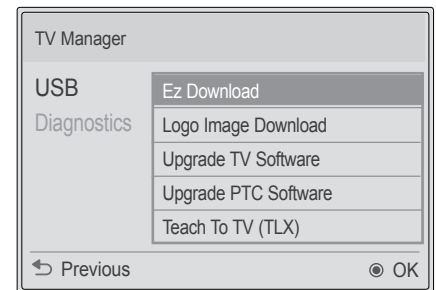 TV Manager
USB
Ez Download
Diagnostics
Logo Image Download
Upgrade TV Software
Upgrade PTC Software
Teach To TV (TLX)
Previous
OK